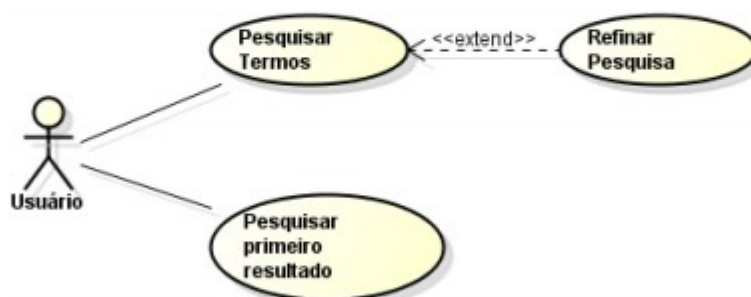 Pesquisar
Termos
<<extend>>
Refinar
Pesquisa
Usuário
Pesquisar
primeiro
resultado